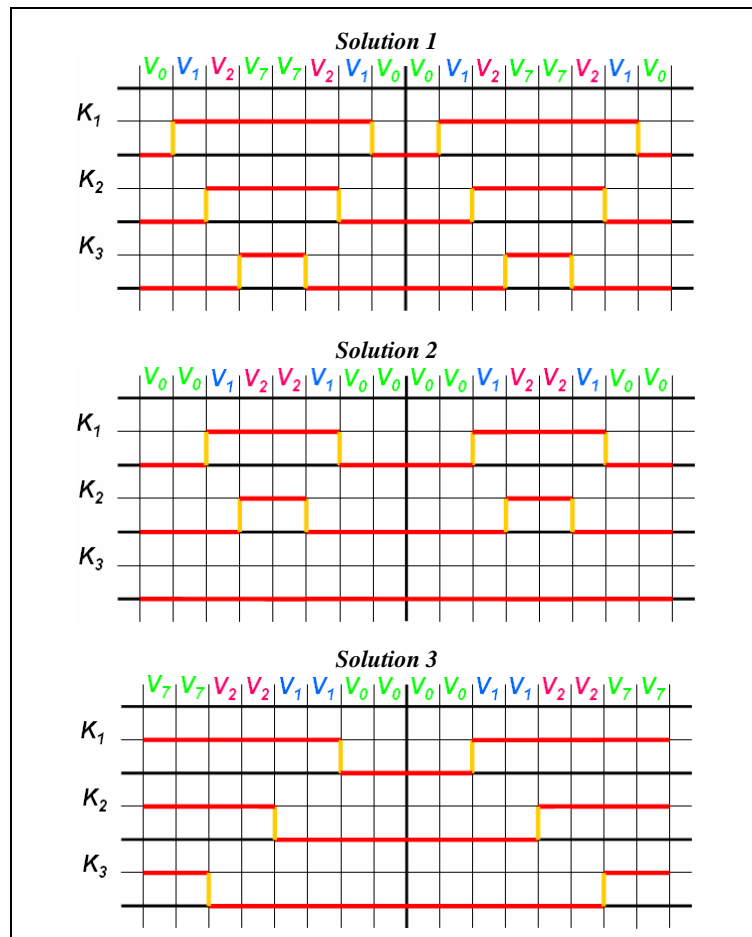 Solution 1
V0 V1 V2 V7 V7 V2 V1 V0 V0 V1 V2 V7 V7 V2 V1 V0
K1
K2
K3
Solution 2
V0 V0 V1 V2 V2 V1 V0 V0 V0 V0 V1 V2 V2 V1 V0 V0
K1
K2
K3
Solution 3
V7 V7 V2 V2 V1 V1 V0 V0 V0 V0 V1 V1 V2 V2 V7 V7
K1
K2
K3